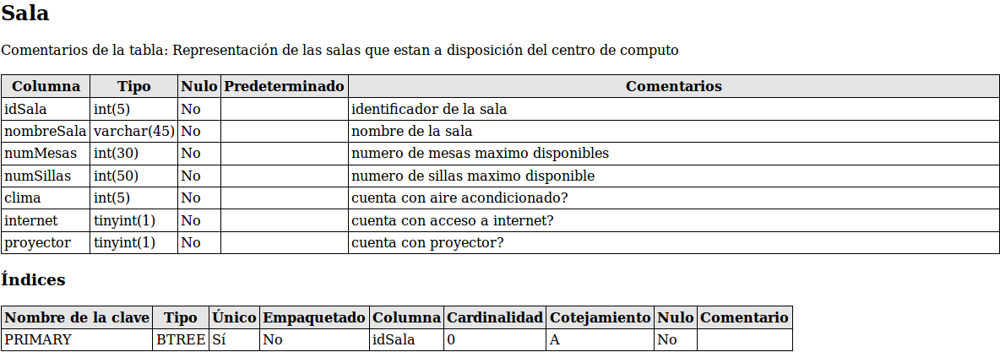 Sala
Comentarios de la tabla: Representación de las salas que estan a disposición del centro de computo
Columna Tipo Nulo Predeterminado Comentarios
idSala int(5) No identificador de la sala
nombreSala varchar(45) No nombre de la sala
numMesas int(30) No numero de mesas maximo disponibles
numSillas int(50) No numero de sillas maximo disponible
clima int(5) No cuenta con aire acondicionado?
internet tinyint(1) No cuenta con acceso a internet?
proyector tinyint(1) No cuenta con proyector?
Índices
Nombre de la clave Tipo Único Empaquetado Columna Cardinalidad Cotejamiento Nulo Comentario
PRIMARY BTREE Sí No idSala 0 A No